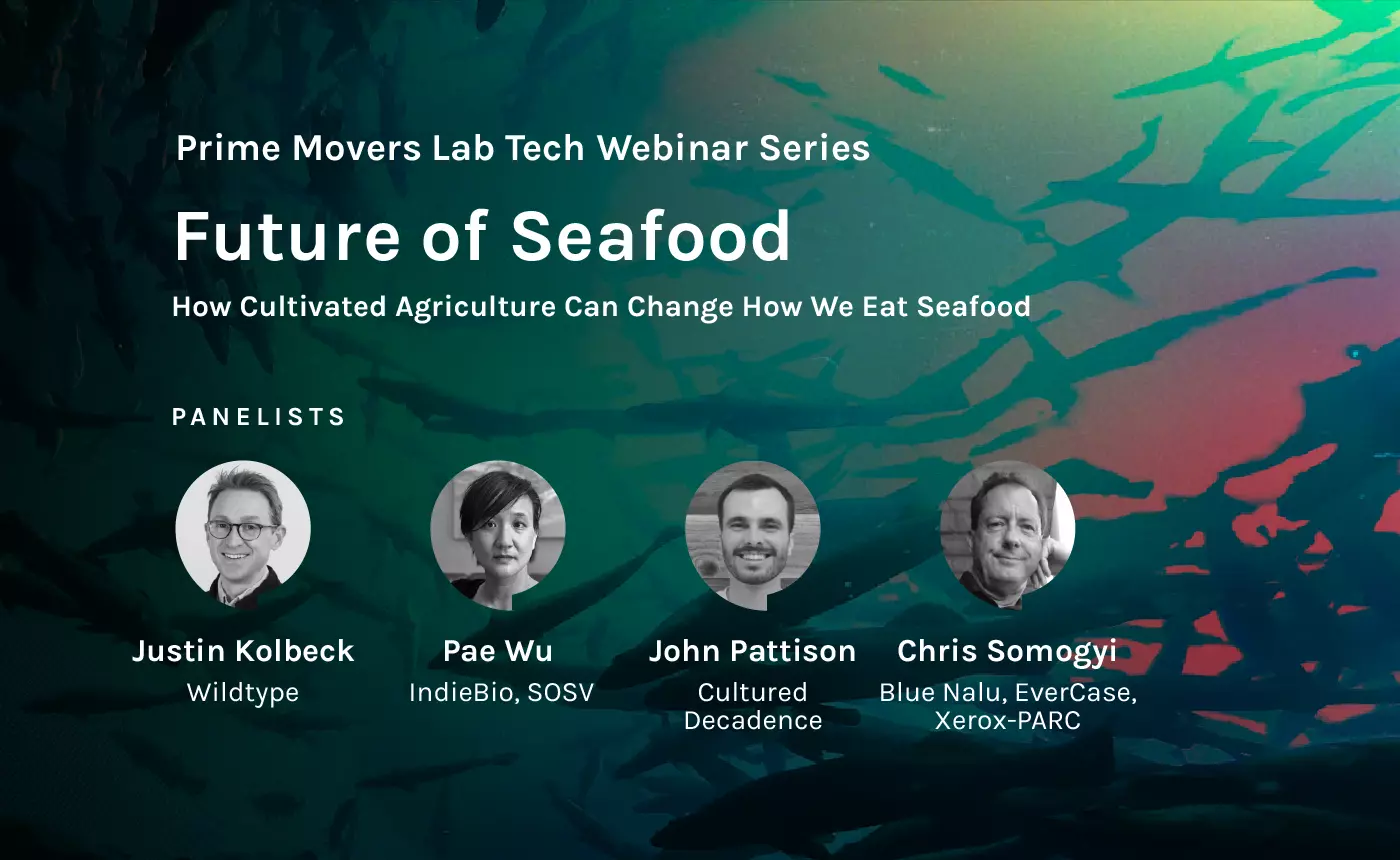 Prime Movers Lab Tech Webinar Series
Future of Seafood
How Cultivated Agriculture Can Change How We Eat Seafood
PANELISTS
Justin Kolbeck
Wildtype
Pae Wu
IndieBio, SOSV
John Pattison
Cultured
Decadence
Chris Somogyi
Blue Nalu, EverCase,
Xerox-PARC